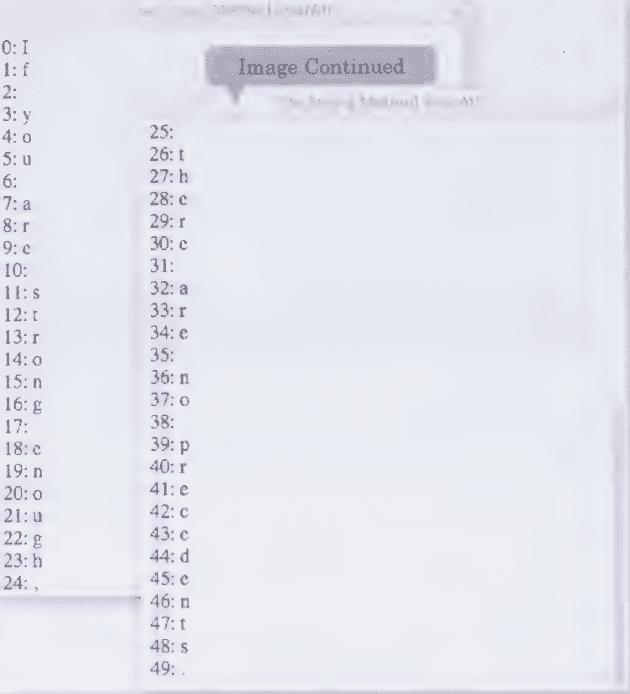 Image Continued
0: I
1: f
2:
3: y
4: o
5: u
6:
7: a
8: r
9: e
10:
11: s
12: t
13: r
14: o
15: n
16: g
17:
18: e
19: n
20: o
21: u
22: g
23: h
24: ,
25:
26: t
27: h
28: e
29: r
30: e
31:
32: a
33: r
34: e
35:
36: n
37: o
38:
39: p
40: r
41: e
42: c
43: e
44: d
45: e
46: n
47: t
48: s
49: .